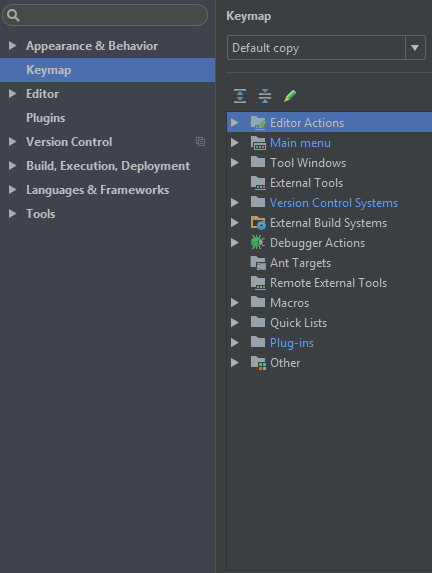 Appearance & Behavior
Keymap
Editor
Plugins
Version Control
Build, Execution, Deployment
Languages & Frameworks
Tools
Keymap
Default copy
Editor Actions
Main menu
Tool Windows
External Tools
Version Control Systems
External Build Systems
Debugger Actions
Ant Targets
Remote External Tools
Macros
Quick Lists
Plug-ins
Other